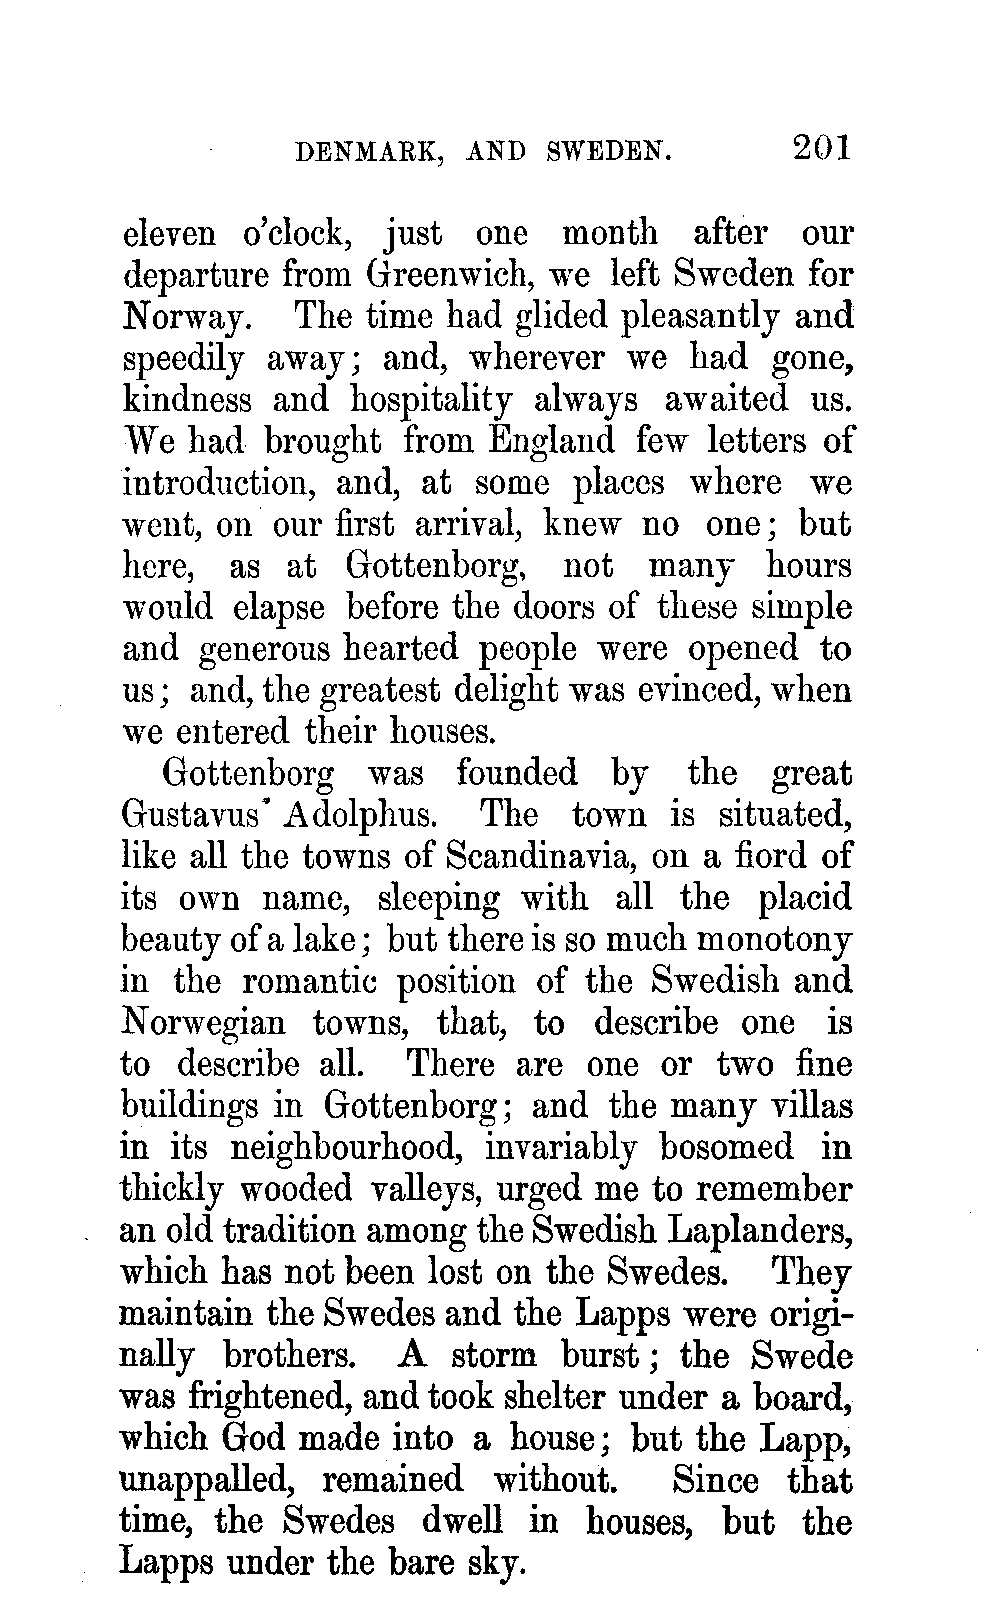 DENMARK, AND SWEDEN. 201
eleven o'clock, just one month after our
departure from Greenwich, we left Sweden for
Norway. The time had glided pleasantly and
speedily away; and, wherever we had gone,
kindness and hospitality always awaited us.
We had brought from England few letters of
introduction, and, at some places where we
went, on our first arrival, knew no one; but
here, as at Gottenborg, not many hours
would elapse before the doors of these simple
and generous hearted people were opened to
us; and, the greatest delight was evinced, when
we entered their houses.
Gottenborg was founded by the great
Gustavus Adolphus. The town is situated,
like all the towns of Scandinavia, on a fiord of
its own name, sleeping with all the placid
beauty of a lake; but there is so much monotony
in the romantic position of the Swedish and
Norwegian towns, that, to describe one is
to describe all. There are one or two fine
buildings in Gottenborg; and the many villas
in its neighbourhood, invariably bosomed in
thickly wooded valleys, urged me to remember
an old tradition among the Swedish Laplanders,
which has not been lost on the Swedes. They
maintain the Swedes and the Lapps were origi-
nally brothers. A storm burst; the Swede
was frightened, and took shelter under a board,
which God made into a house; but the Lapp,
unappalled, remained without. Since that
time, the Swedes dwell in houses, but the
Lapps under the bare sky.